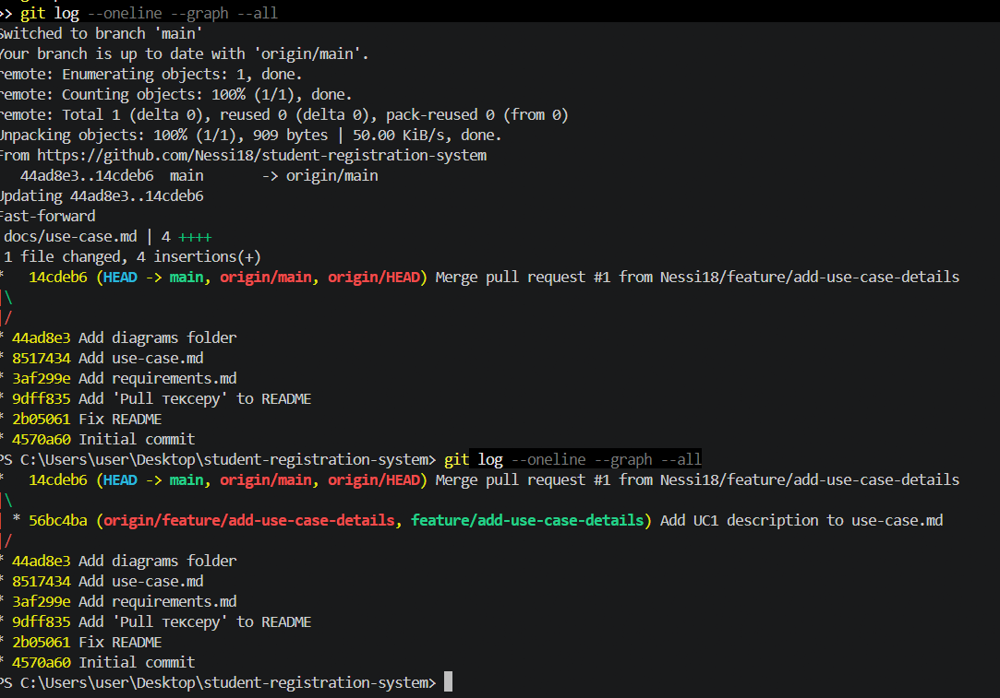 >> git log --oneline --graph --all
Switched to branch 'main'
Your branch is up to date with 'origin/main'.
remote: Enumerating objects: 1, done.
remote: Counting objects: 100% (1/1), done.
remote: Total 1 (delta 0), reused 0 (delta 0), pack-reused 0 (from 0)
Unpacking objects: 100% (1/1), 909 bytes | 50.00 KiB/s, done.
From https://github.com/Nessi18/student-registration-system
   44ad8e3..14cdeb6  main       -> origin/main
Updating 44ad8e3..14cdeb6
Fast-forward
 docs/use-case.md | 4 ++++
 1 file changed, 4 insertions(+)
*   14cdeb6 (HEAD -> main, origin/main, origin/HEAD) Merge pull request #1 from Nessi18/feature/add-use-case-details
|\
|/
* 44ad8e3 Add diagrams folder
* 8517434 Add use-case.md
* 3af299e Add requirements.md
* 9dff835 Add 'Pull тексеру' to README
* 2b05061 Fix README
* 4570a60 Initial commit
PS C:\Users\user\Desktop\student-registration-system> git log --oneline --graph --all
*   14cdeb6 (HEAD -> main, origin/main, origin/HEAD) Merge pull request #1 from Nessi18/feature/add-use-case-details
|\
| * 56bc4ba (origin/feature/add-use-case-details, feature/add-use-case-details) Add UC1 description to use-case.md
|/
* 44ad8e3 Add diagrams folder
* 8517434 Add use-case.md
* 3af299e Add requirements.md
* 9dff835 Add 'Pull тексеру' to README
* 2b05061 Fix README
* 4570a60 Initial commit
PS C:\Users\user\Desktop\student-registration-system>